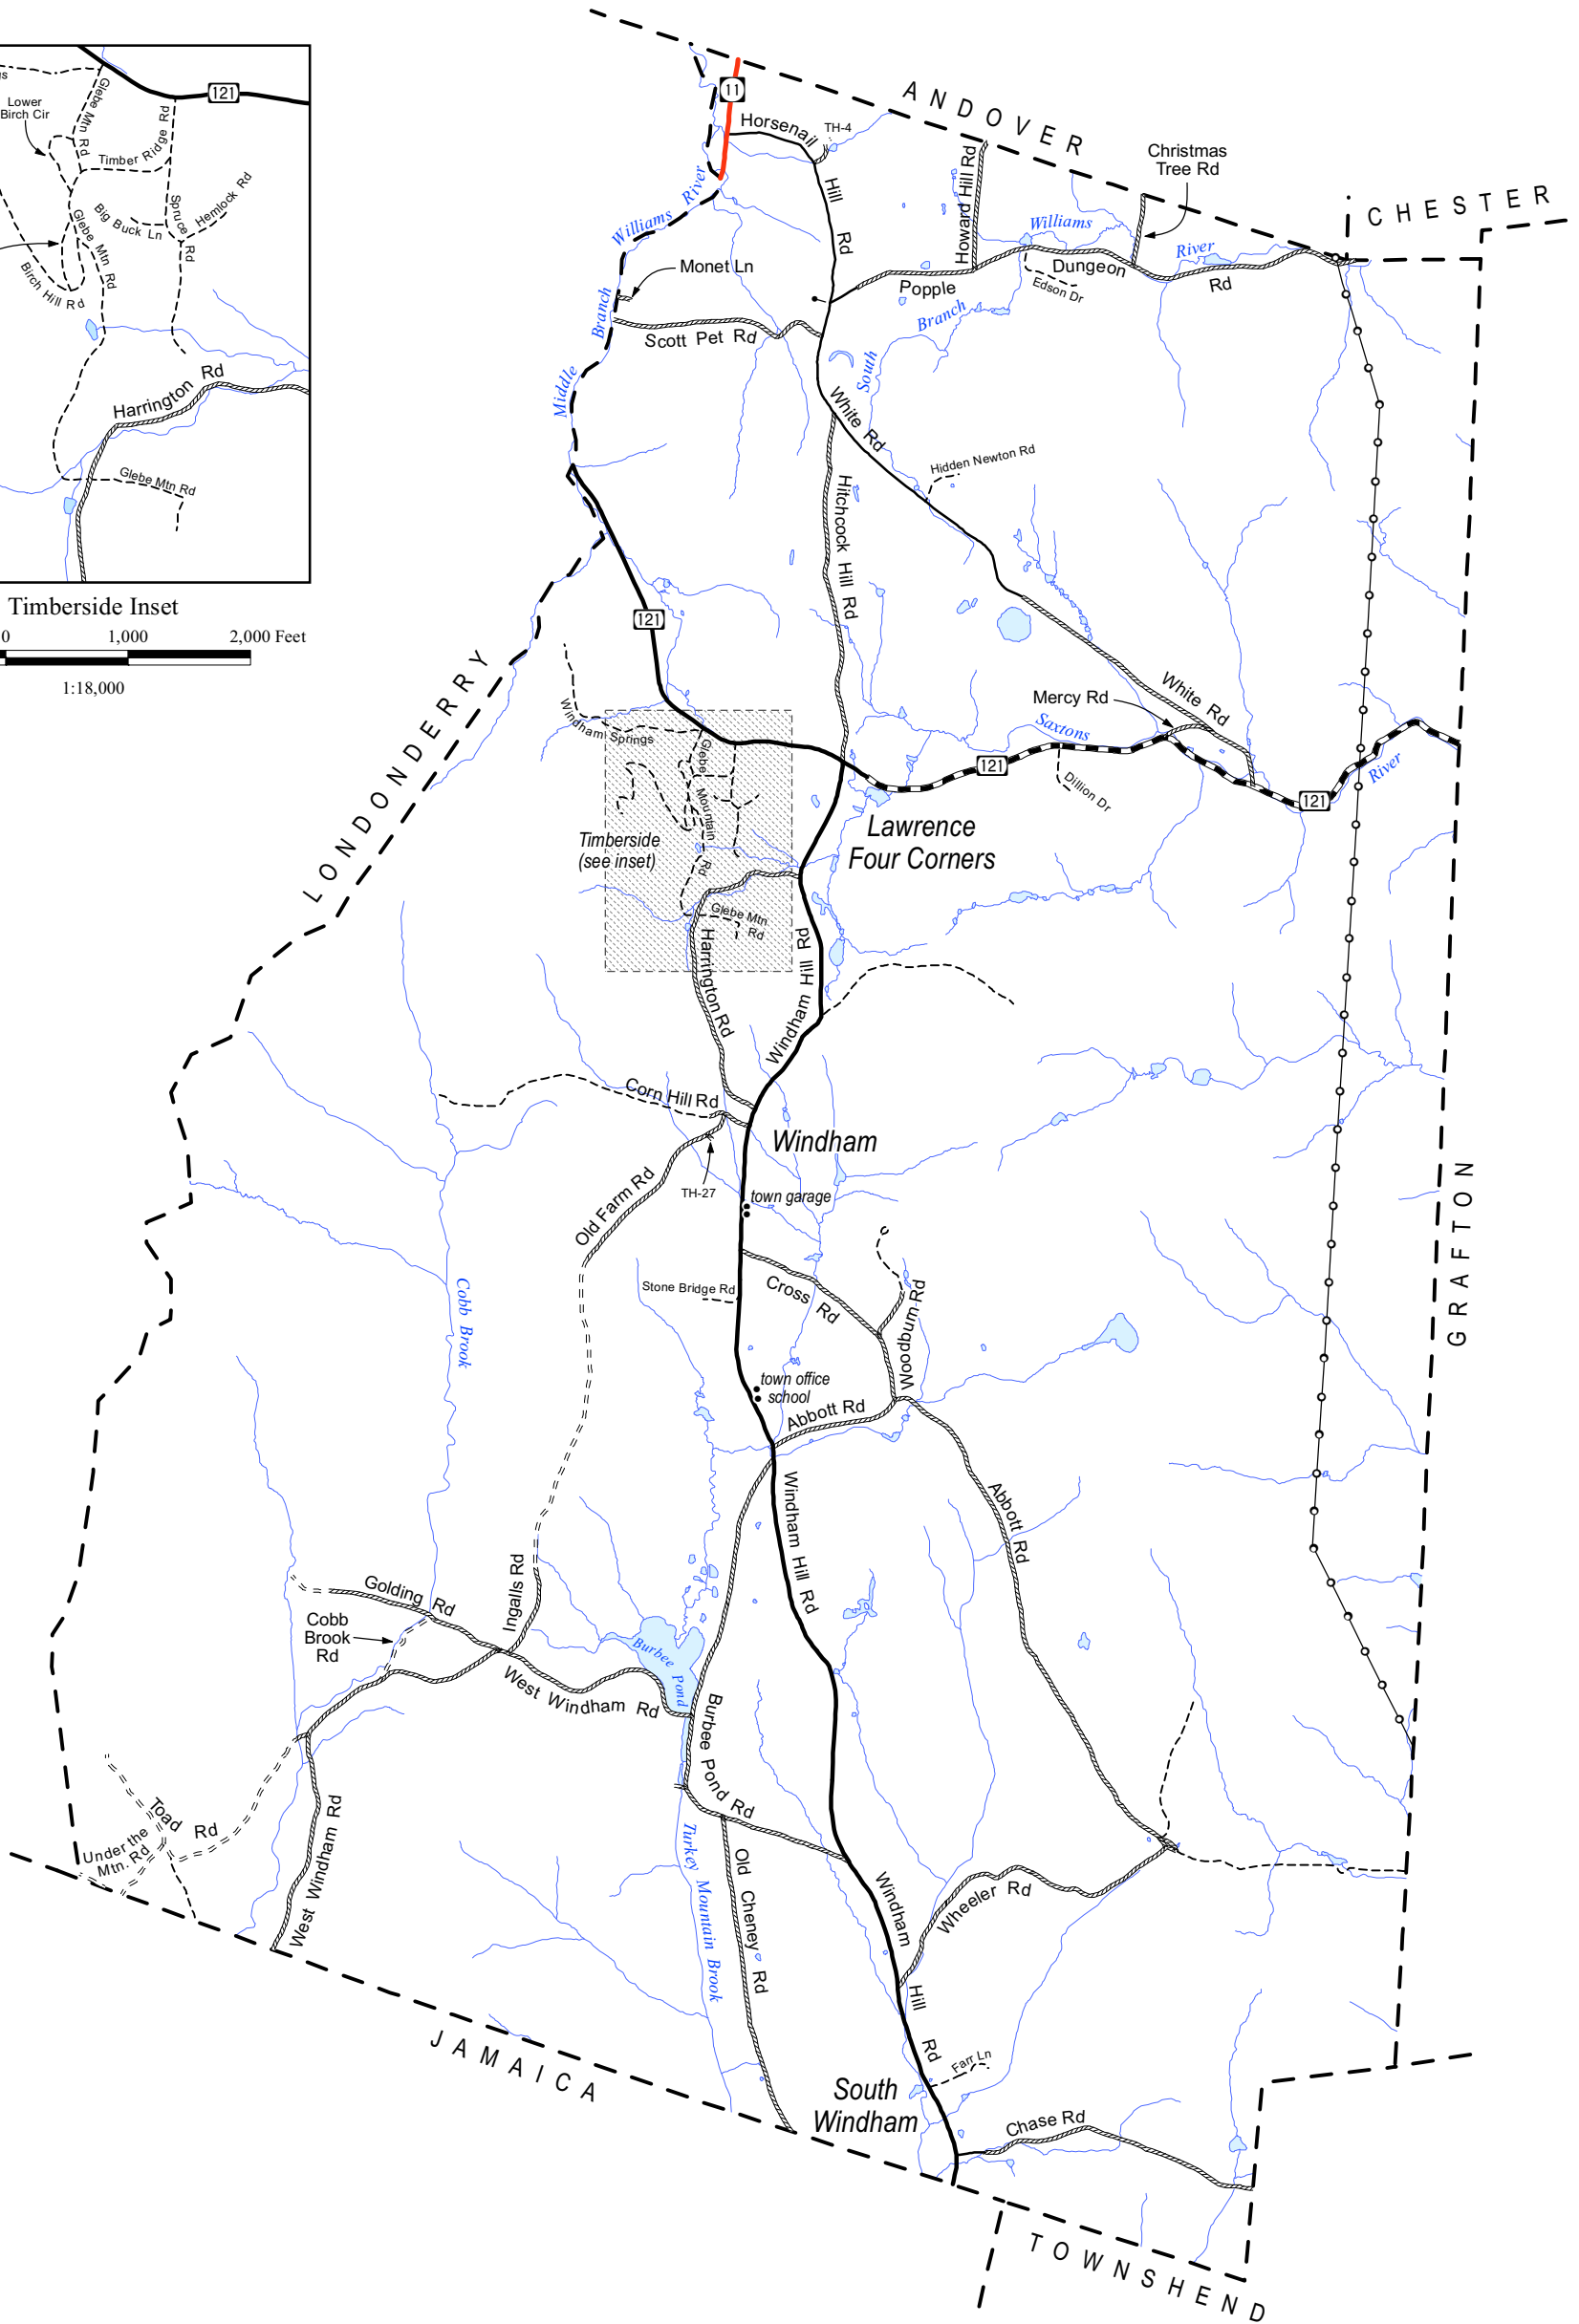 Lower
Birch Cir
Glebe Mtn Rd
121
Timber Ridge Rd
Big Buck Ln
Spruce Rd
Hemlock Rd
Glebe Mtn Rd
Birch Hill Rd
Harrington Rd
Glebe Mtn Rd
Timberside Inset
0 1,000 2,000 Feet
1:18,000
ANDOVER
11
Horsenail Hill Rd
TH-4
Howard Hill Rd
Christmas
Tree Rd
CHESTER
Williams River
Middle Branch
Monet Ln
Scott Pet Rd
Popple Dungeon Rd
Edson Dr
Williams River
South Branch
White Rd
Hidden Newton Rd
Hitchcock Hill Rd
121
LONDONDERRY
Windham Springs
Glebe Mountain Rd
Timberside
(see inset)
Glebe Mtn
Rd
Harrington Rd
Mercy Rd
White Rd
Saxtons River
121
Dillion Dr
121
Lawrence
Four Corners
Windham Hill Rd
Corn Hill Rd
Windham
TH-27
Old Farm Rd
town garage
Stone Bridge Rd
Cross Rd
Woodburn Rd
Cobb Brook
GRAFTON
town office
school
Abbott Rd
Windham Hill Rd
Abbott Rd
Golding Rd
Ingalls Rd
Cobb
Brook
Rd
Burbee Pond
West Windham Rd
Burbee Pond Rd
Toad Rd
Under the
Mtn. Rd
West Windham Rd
Turkey Mountain Brook
Old Cheney Rd
Windham Hill Rd
Wheeler Rd
Farr Ln
JAMAICA
South
Windham
Chase Rd
TOWNSHEND